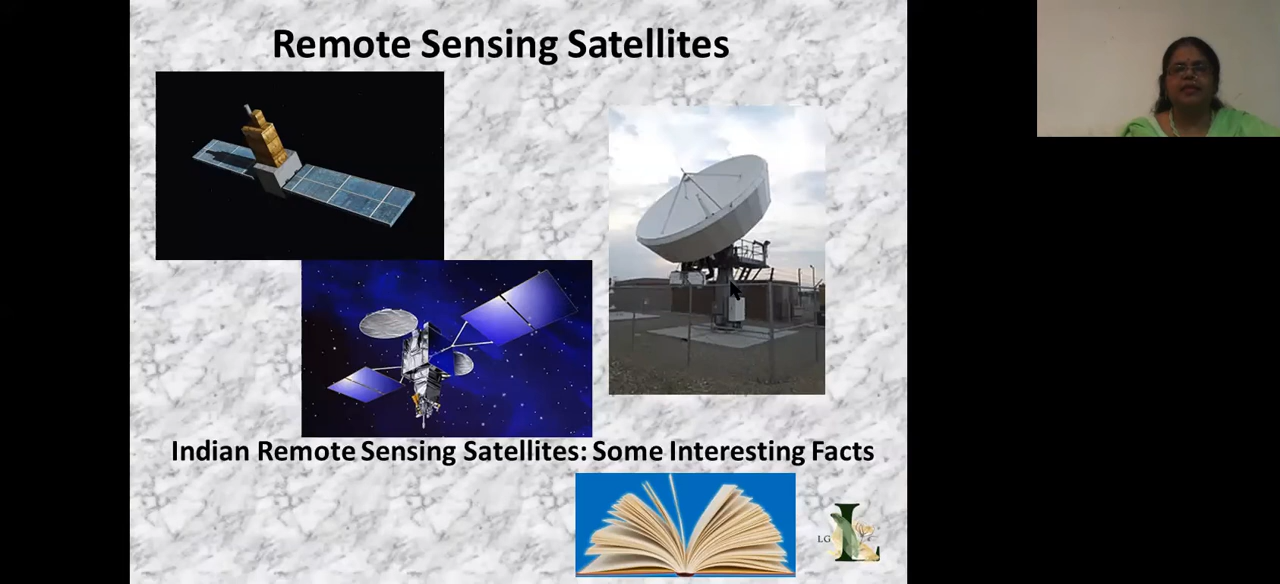 Remote Sensing Satellites
Indian Remote Sensing Satellites: Some Interesting Facts
LG